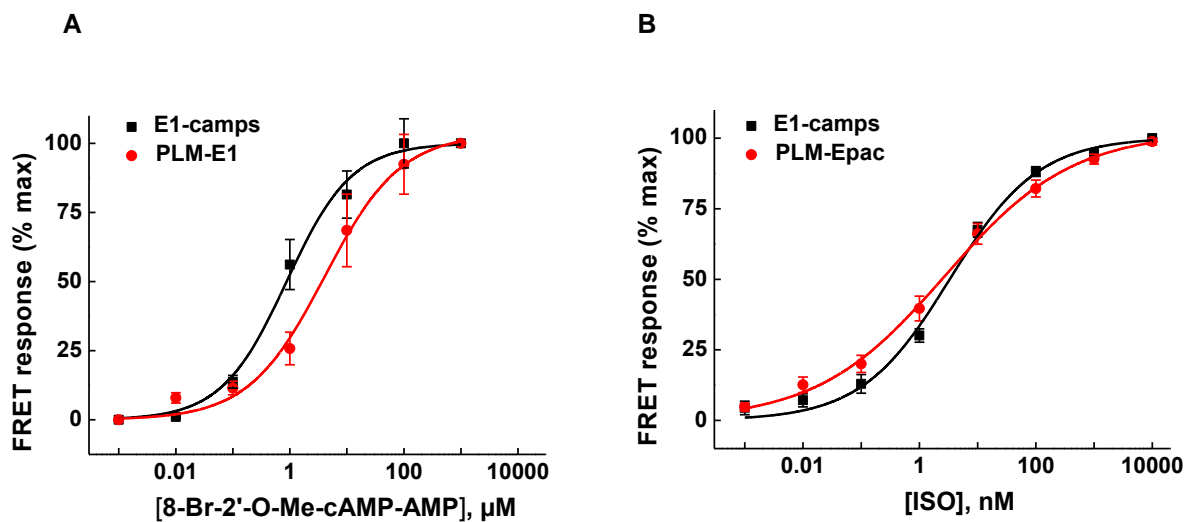 A
B
E1-camps
PLM-E1
FRET response (% max)
100
75
50
25
0
0.01 1 100 10000
[8-Br-2'-O-Me-cAMP-AMP], µM
E1-camps
PLM-Epac
FRET response (% max)
100
75
50
25
0
0.01 1 100 10000
[ISO], nM